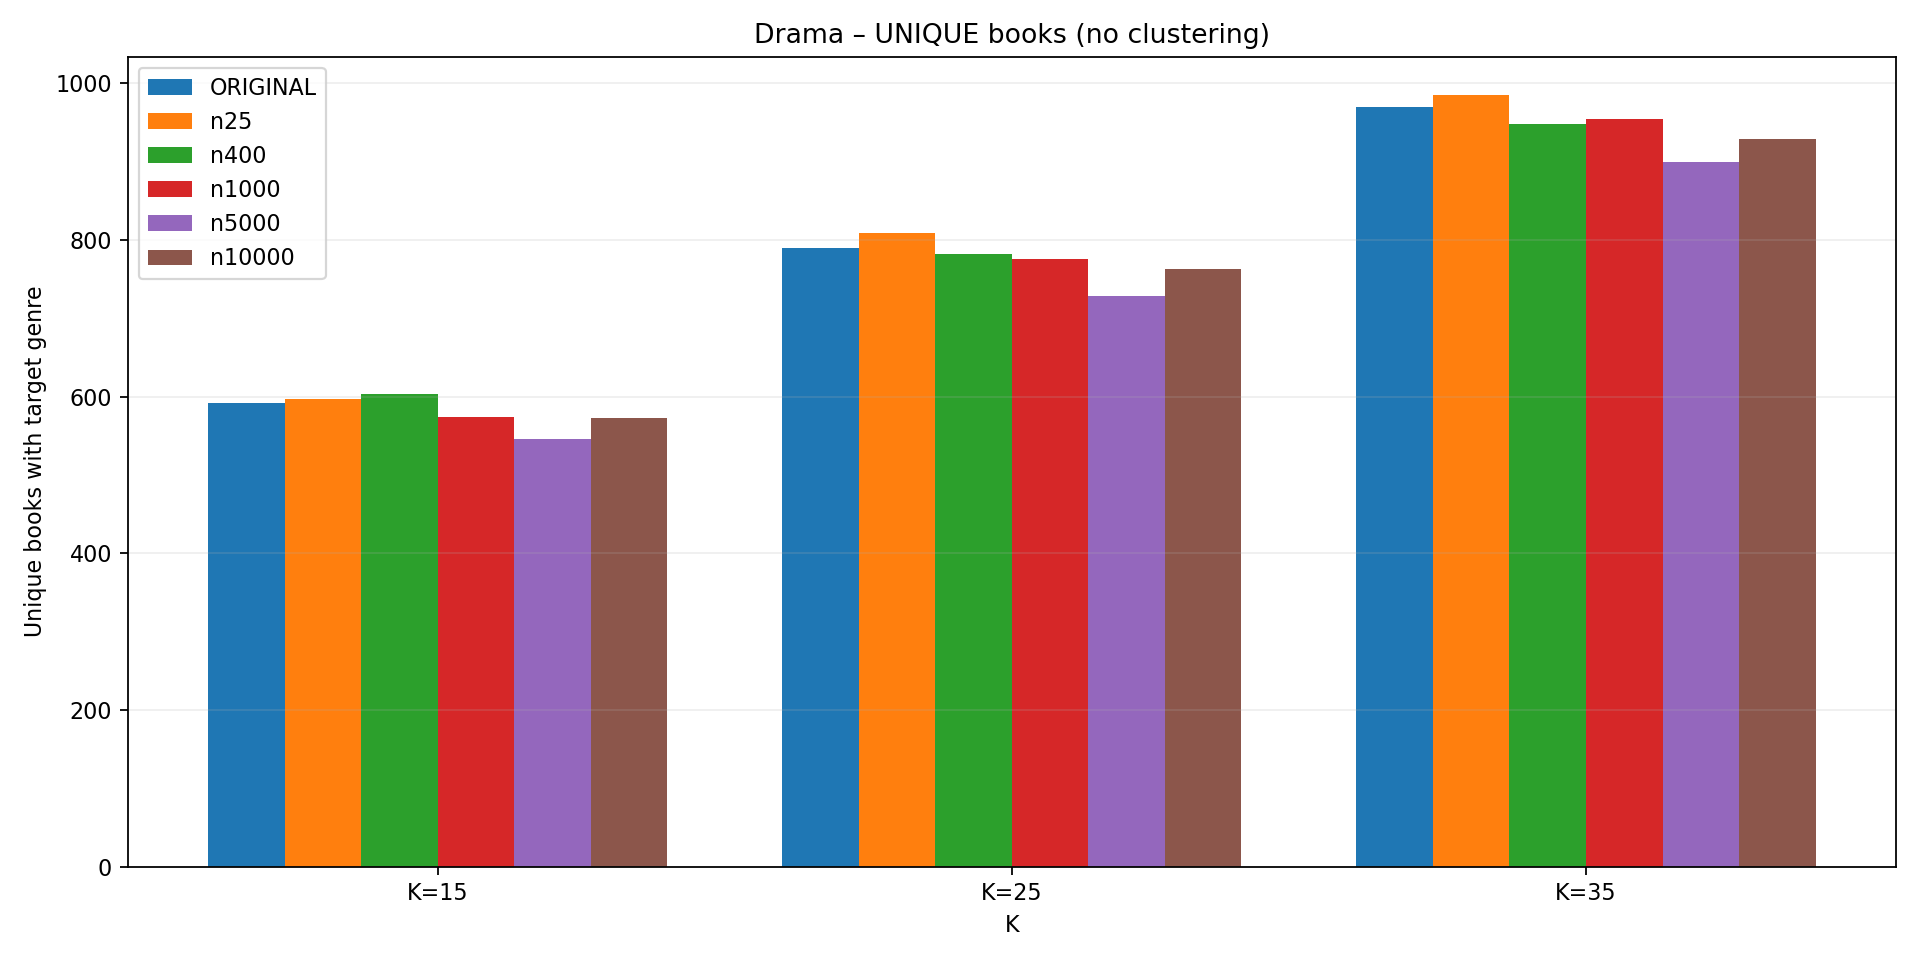 Drama – UNIQUE books (no clustering)
ORIGINAL
n25
n400
n1000
n5000
n10000
Unique books with target genre
1000
800
600
400
200
0
K=15
K=25
K=35
K